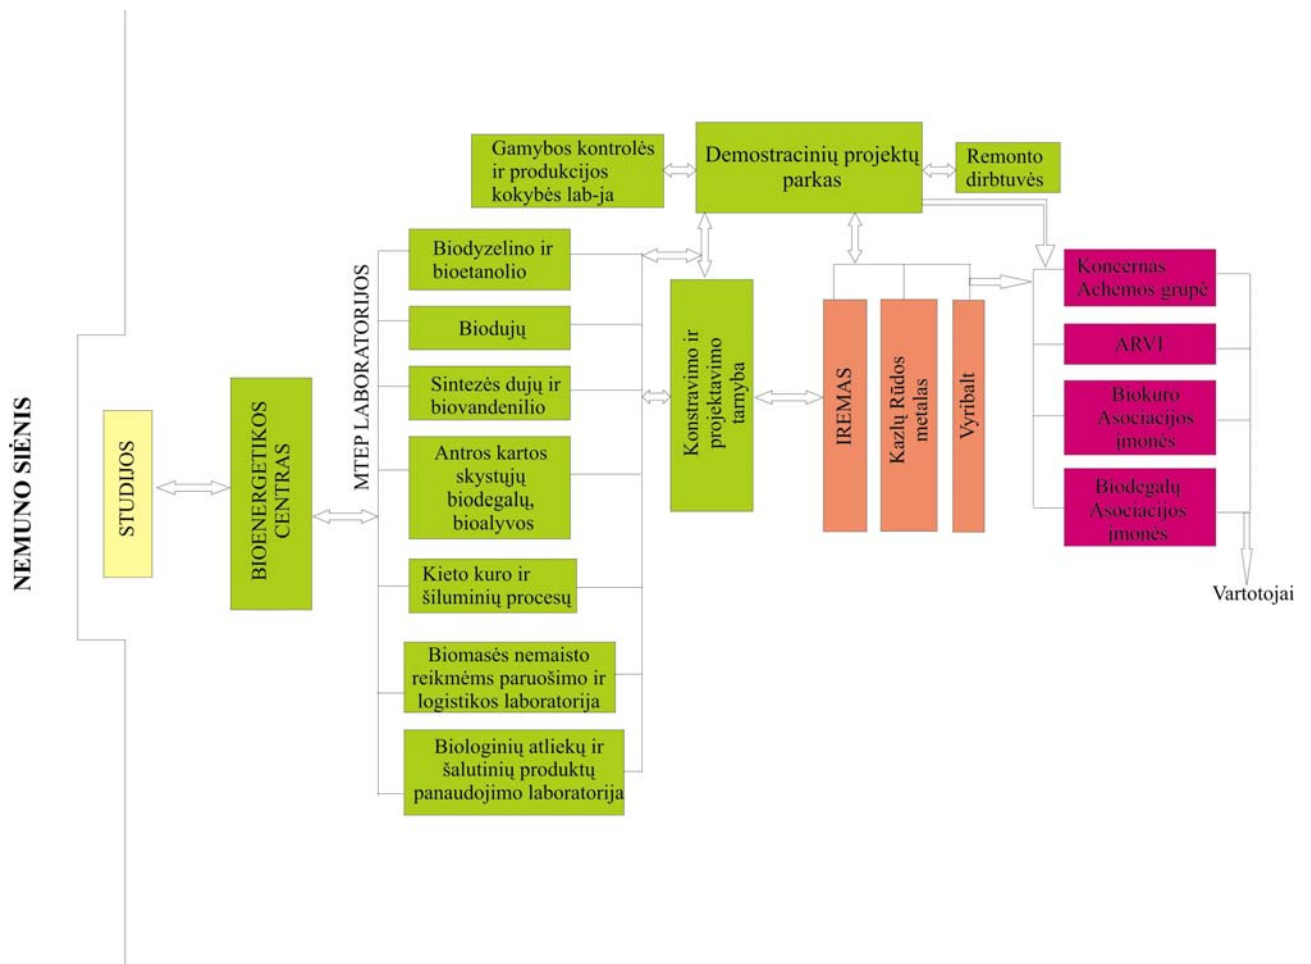 NEMUNO SIĖNIS
STUDIJOS
BIOENERGETIKOS
CENTRAS
MTEP LABORATORIJOS
Gamybos kontrolės
ir produkcijos
kokybės lab-ja
Demostracinių projektų
parkas
Remonto
dirbtuvės
Biodyzelino ir
bioetanolio
Biodujų
Sintezės dujų ir
biovandenilio
Antros kartos
skystųjų
biodegalų,
bioalyvos
Kieto kuro ir
šiluminių procesų
Biomasės nemaisto
reikmėms paruošimo ir
logistikos laboratorija
Biologinių atliekų ir
šalutinių produktų
panaudojimo laboratorija
Konstravimo ir
projektavimo
tarnyba
IREMAS
Kazlų Rūdos
metalas
Vyribalt
Koncernas
Achemos grupė
ARVI
Biokuro
Asociacijos
įmonės
Biodegalų
Asociacijos
įmonės
Vartotojai